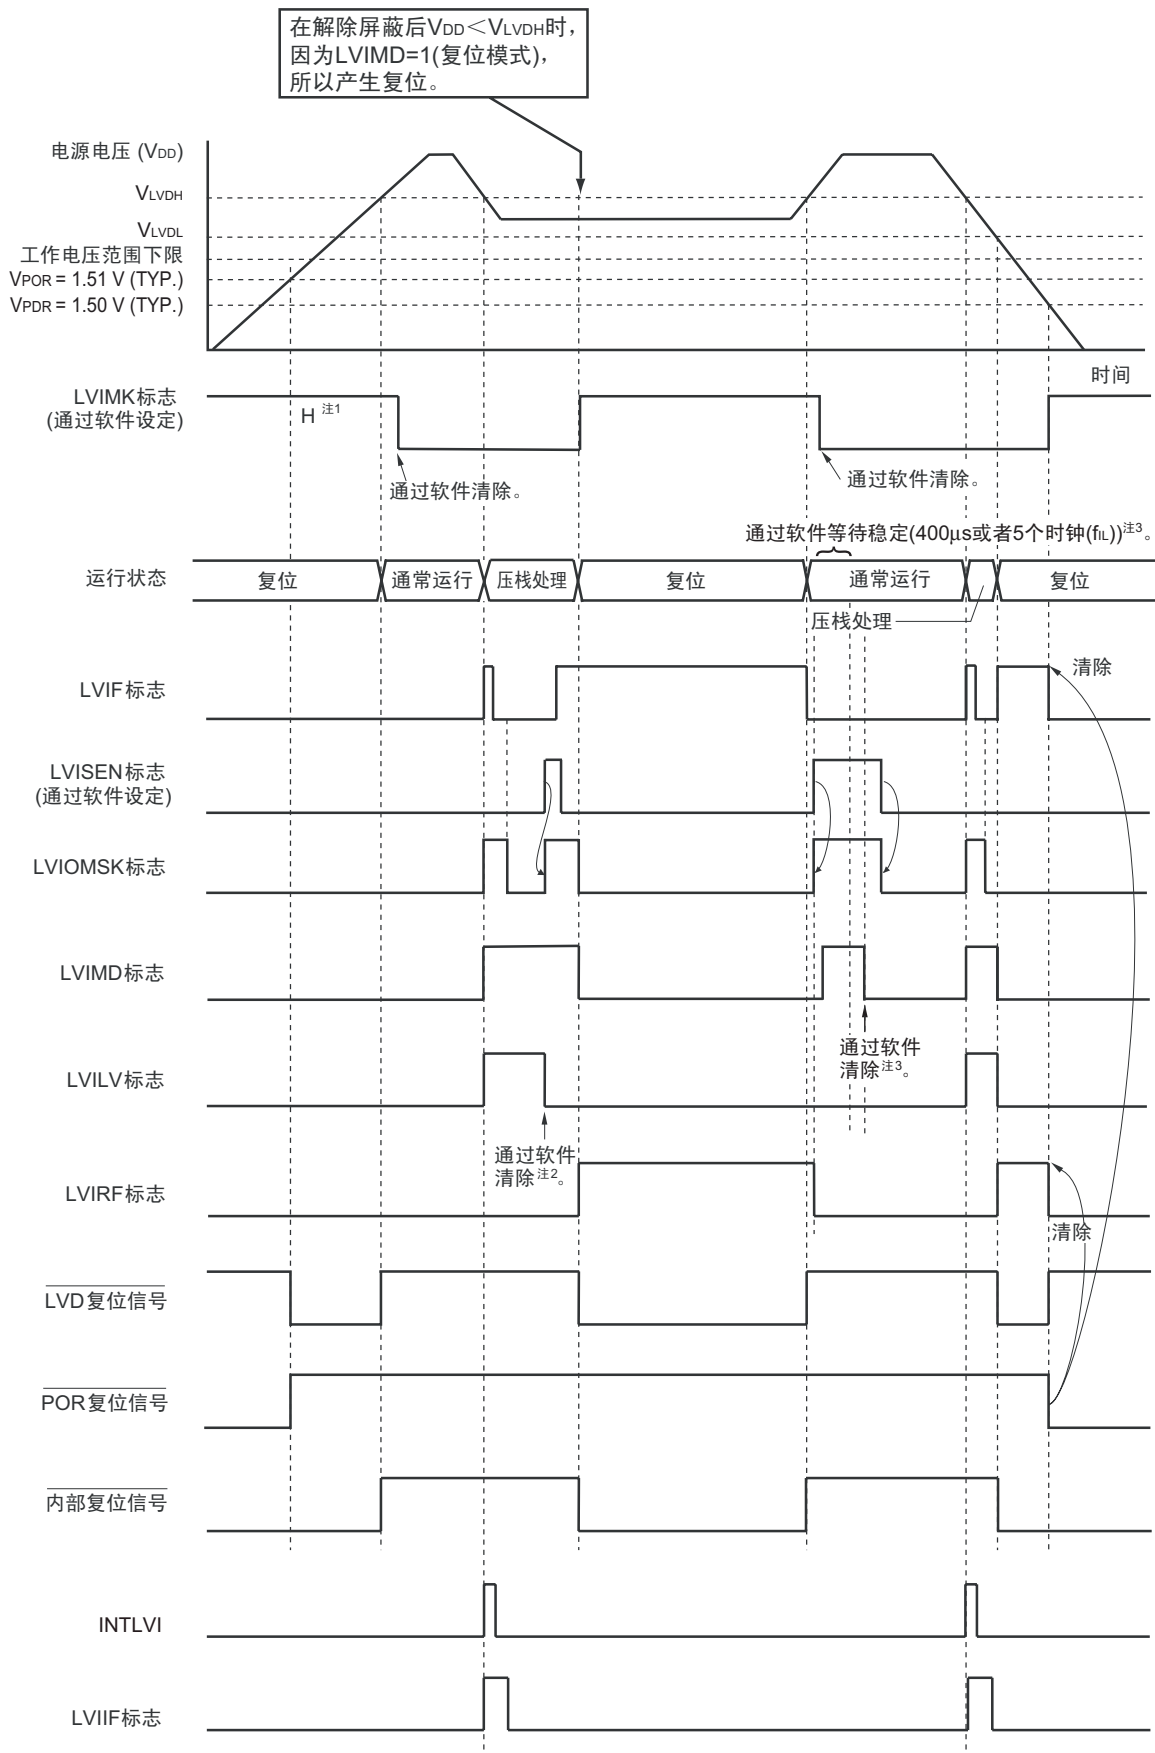 在解除屏蔽后VDD＜VLVDH时，
因为LVIMD=1(复位模式)，
所以产生复位。
电源电压 (VDD)
VLVDH
VLVDL
工作电压范围下限
VPOR = 1.51 V (TYP.)
VPDR = 1.50 V (TYP.)
时间
LVIMK标志
(通过软件设定)
H 注1
通过软件清除。
通过软件清除。
通过软件等待稳定(400μs或者5个时钟(fIL))注3。
运行状态
复位
通常运行
压栈处理
复位
通常运行
复位
压栈处理
LVIF标志
清除
LVISEN标志
(通过软件设定)
LVIOMSK标志
LVIMD标志
通过软件
清除注3。
LVILV标志
通过软件
清除注2。
LVIRF标志
清除
LVD复位信号
POR复位信号
内部复位信号
INTLVI
LVIIF标志